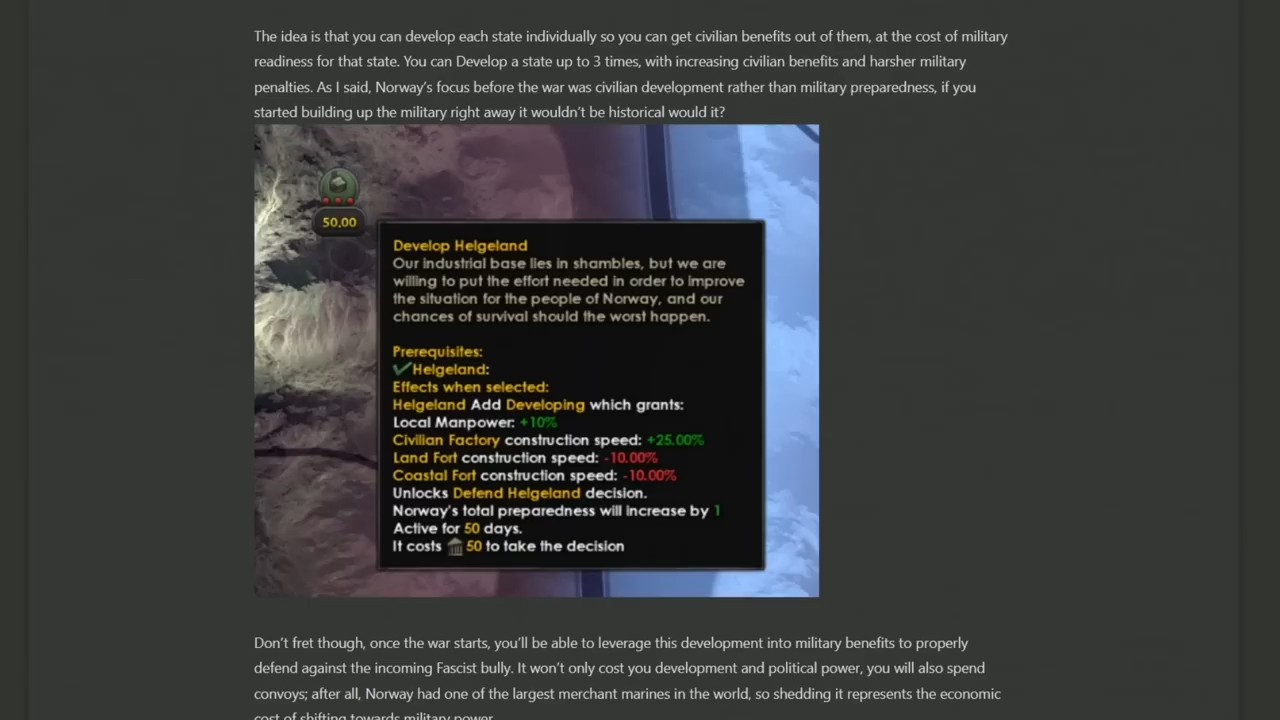 The idea is that you can develop each state individually so you can get civilian benefits out of them, at the cost of military
readiness for that state. You can Develop a state up to 3 times, with increasing civilian benefits and harsher military
penalties. As I said, Norway's focus before the war was civilian development rather than military preparedness, if you
started building up the military right away it wouldn't be historical would it?
50,00
Develop Helgeland
Our industrial base lies in shambles, but we are
willing to put the effort needed in order to improve
the situation for the people of Norway, and our
chances of survival should the worst happen.
Prerequisites:
Helgeland:
Effects when selected:
Helgeland Add Developing which grants:
Local Manpower: +10%
Civilian Factory construction speed: +25.00%
Land Fort construction speed: -10.00%
Coastal Fort construction speed: -10.00%
Unlocks Defend Helgeland decision.
Norway's total preparedness will increase by 1
Active for 50 days.
It costs 50 to take the decision
Don't fret though, once the war starts, you'll be able to leverage this development into military benefits to properly
defend against the incoming Fascist bully. It won't only cost you development and political power, you will also spend
convoys; after all, Norway had one of the largest merchant marines in the world, so shedding it represents the economic
cost of shifting towards military power.